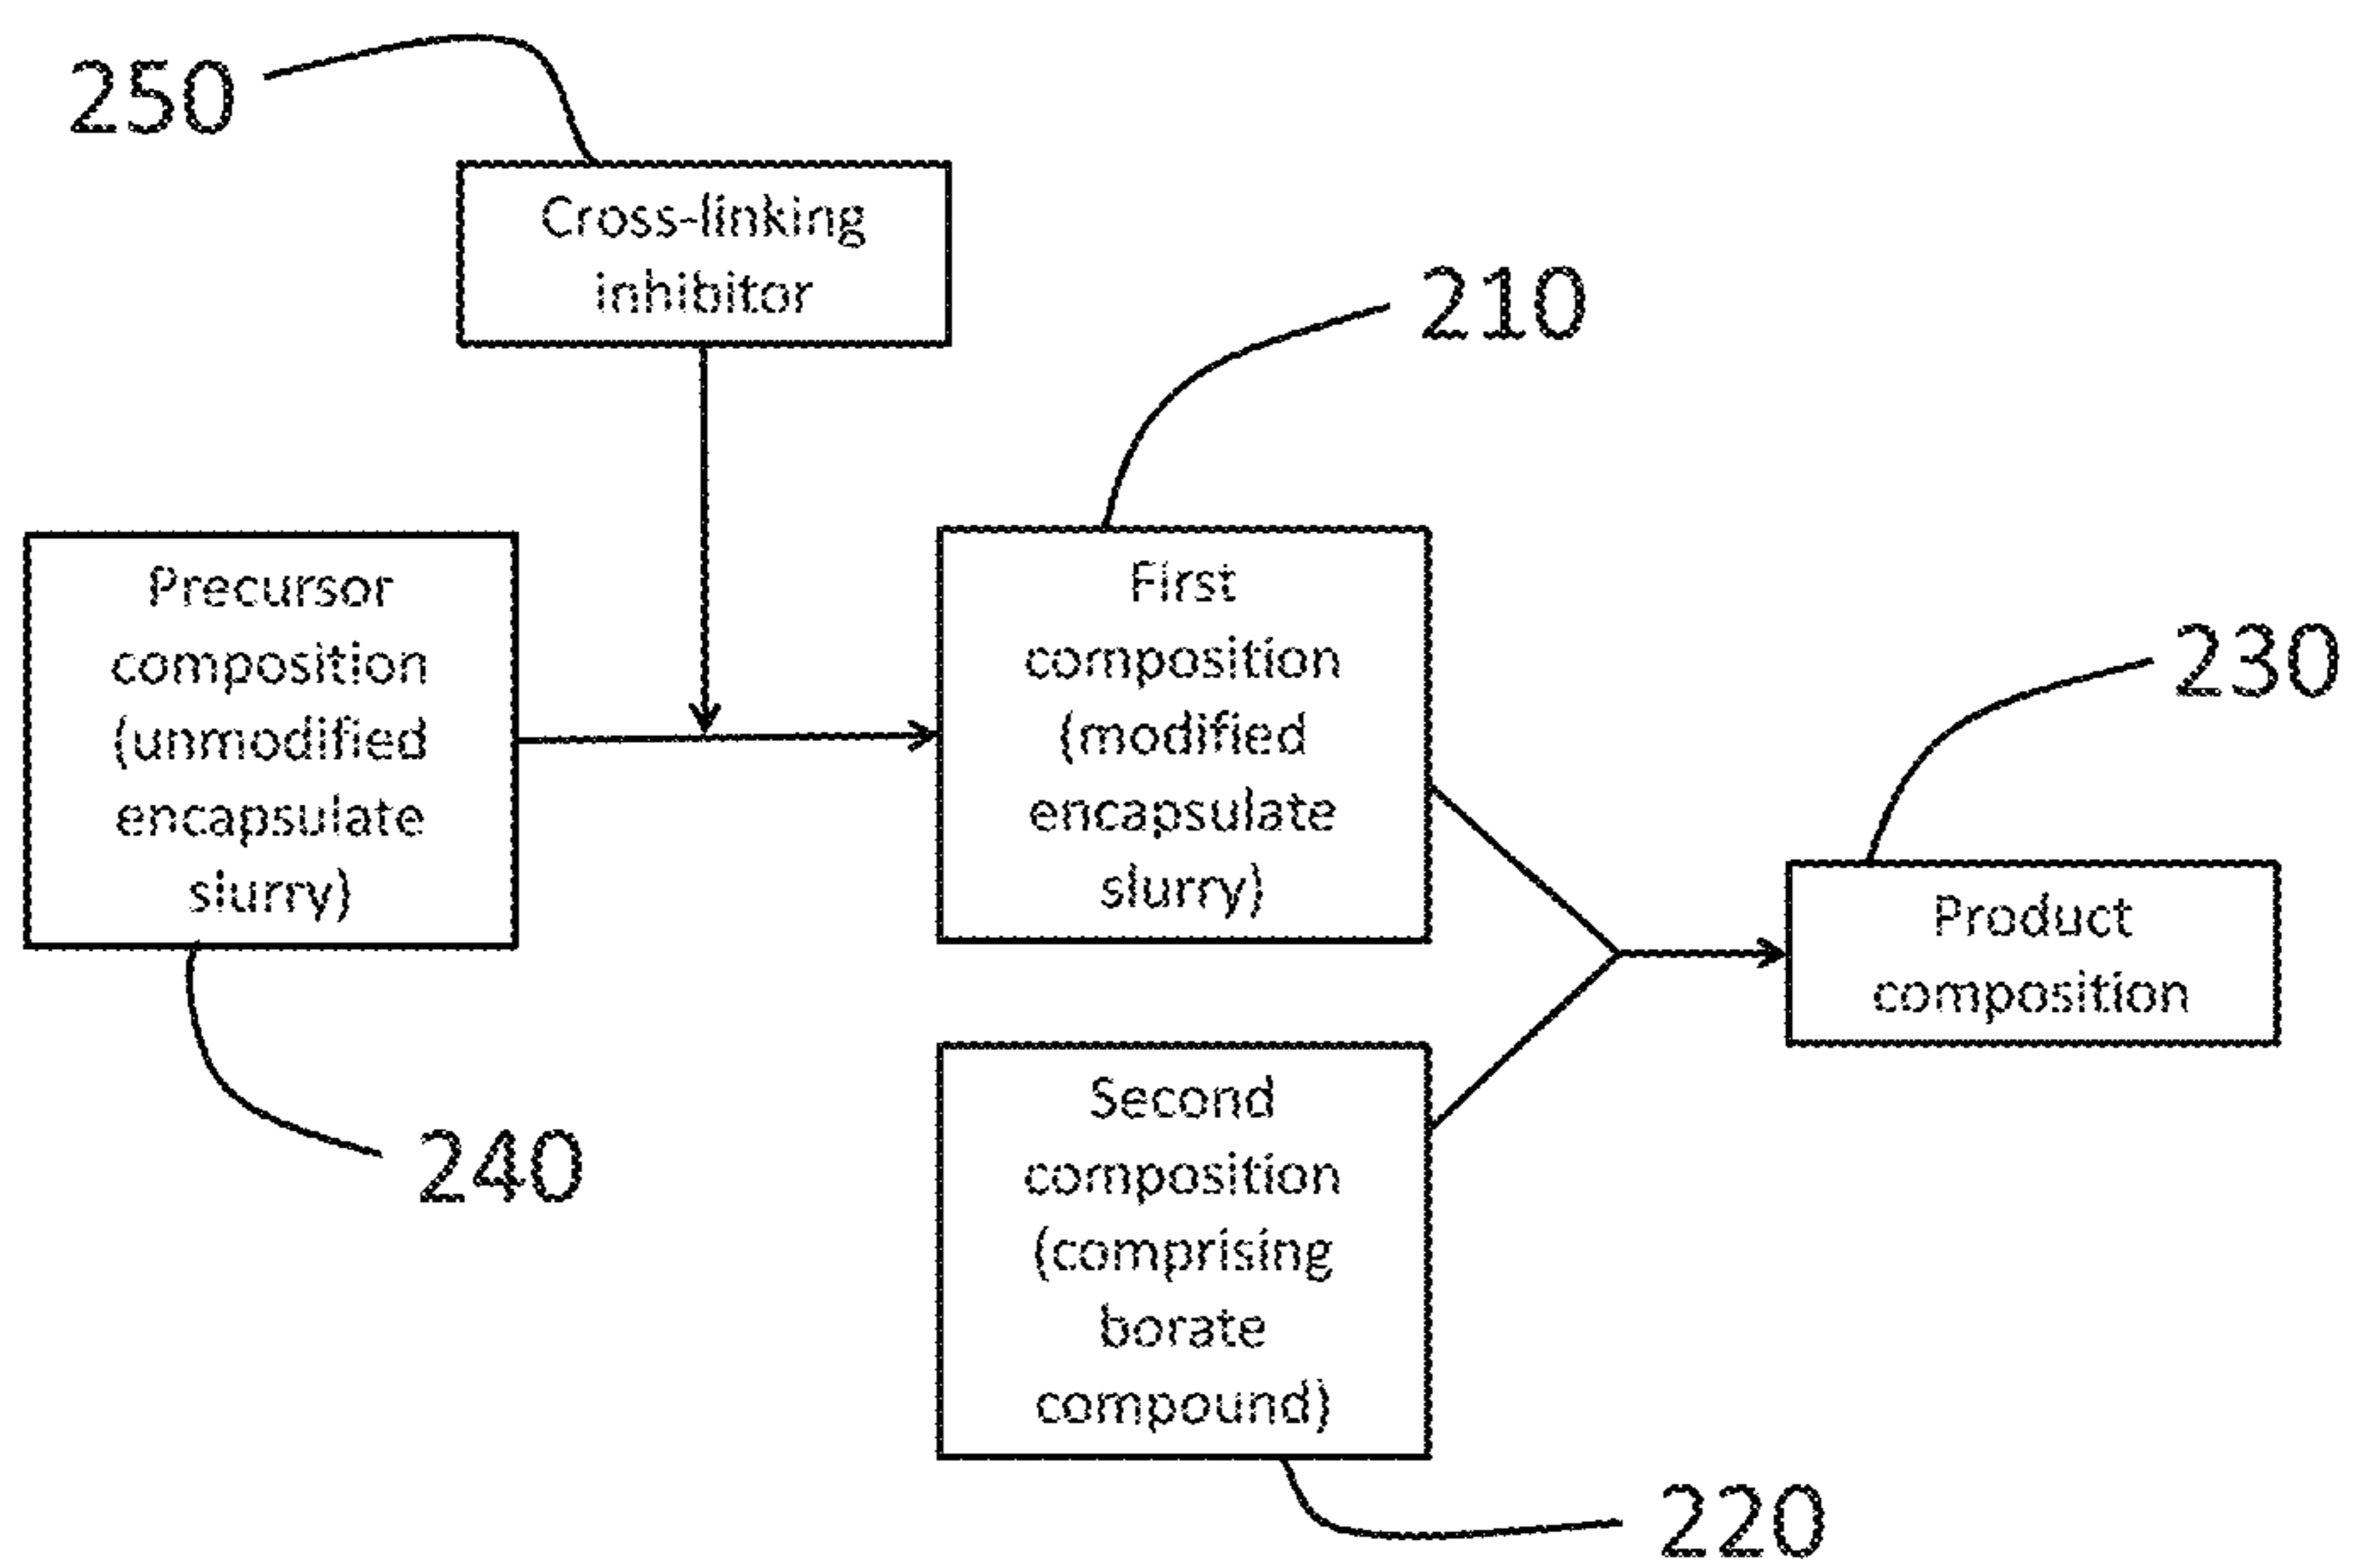 250
Cross-linking
inhibitor
210
Precursor
composition
(unmodified
encapsulate
slurry)
First
composition
(modified
encapsulate
slurry)
230
Product
composition
240
Second
composition
(comprising
borate
compound)
220